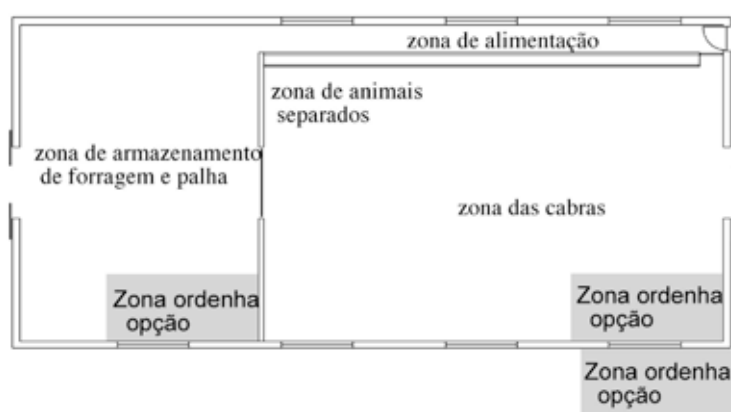 zona de alimentação
zona de animais
separados
zona de armazenamento
de forragem e palha
zona das cabras
Zona ordenha
opção
Zona ordenha
opção
Zona ordenha
opção